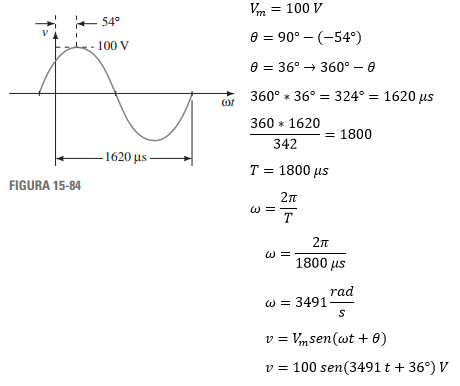 54°
v
100 V
ωt
1620 μs
FIGURA 15-84
V_m = 100 V
θ = 90° − (−54°)
θ = 36° → 360° − θ
360° * 36° = 324° = 1620 μs
360 * 1620 / 342 = 1800
T = 1800 μs
ω = 2π / T
ω = 2π / 1800 μs
ω = 3491 rad / s
v = V_m sen(ωt + θ)
v = 100 sen(3491 t + 36°) V